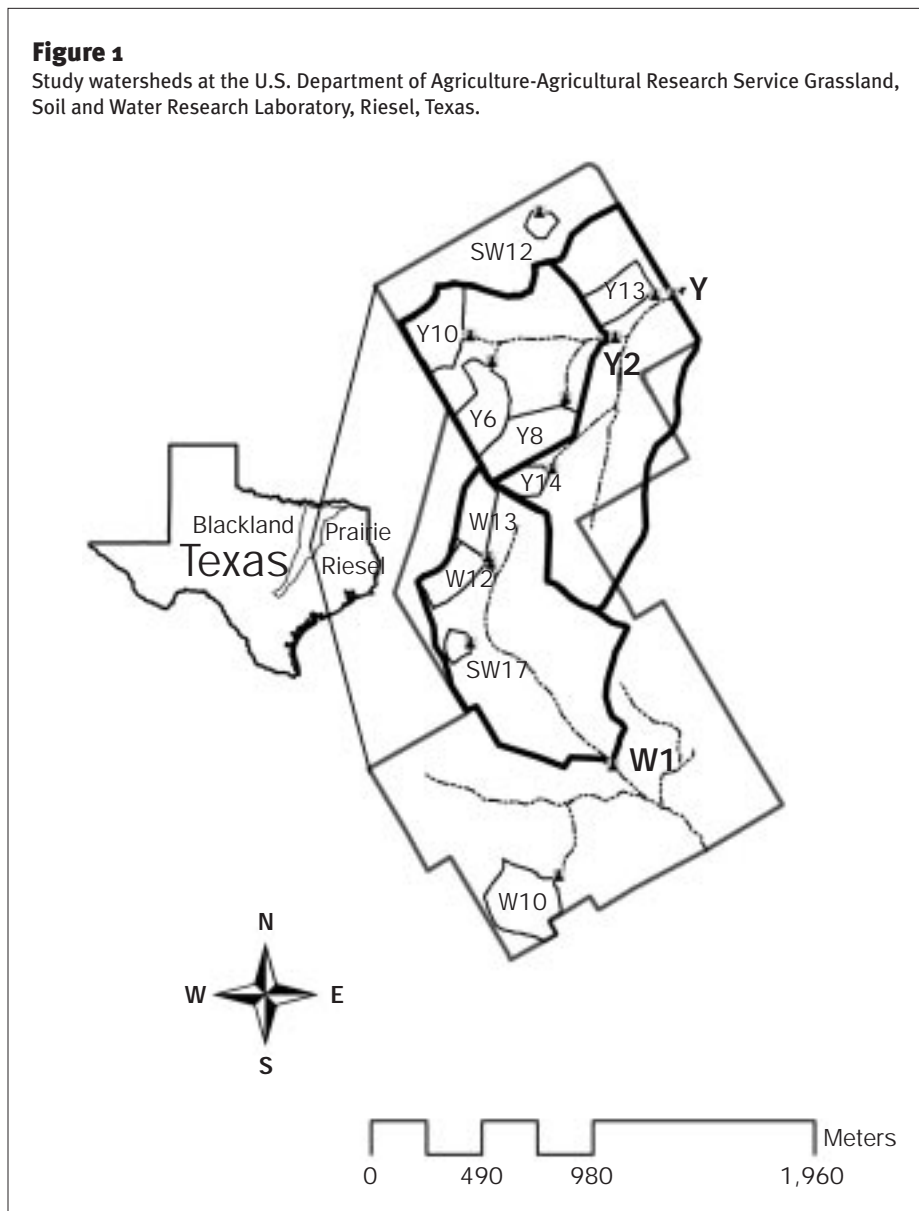 Figure 1
Study watersheds at the U.S. Department of Agriculture-Agricultural Research Service Grassland,
Soil and Water Research Laboratory, Riesel, Texas.
SW12
Y13
Y
Y10
Y2
Y6
Y8
Y14
W13
Blackland
Prairie
Texas
Riesel
W12
SW17
W1
W10
N
W
E
S
Meters
0 490 980 1,960